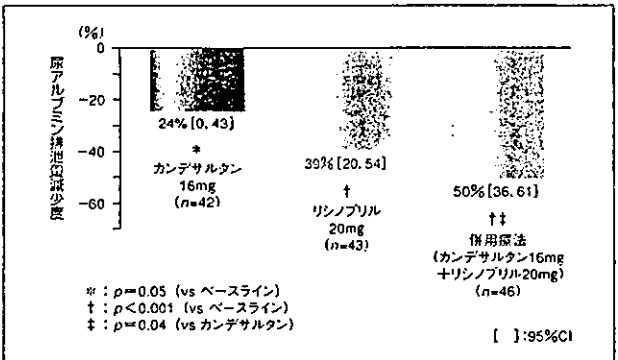 (%)
0
−20
−40
−60
尿アルブミン排泄量減少度
24%[0, 43]
*
カンデサルタン
16mg
(n=42)
39%[20, 54]
†
リシノプリル
20mg
(n=43)
50%[36, 61]
†‡
併用療法
(カンデサルタン16mg
+リシノプリル20mg)
(n=46)
* : p=0.05 (vs ベースライン)
† : p<0.001 (vs ベースライン)
‡ : p=0.04 (vs カンデサルタン)
[ ]:95%CI